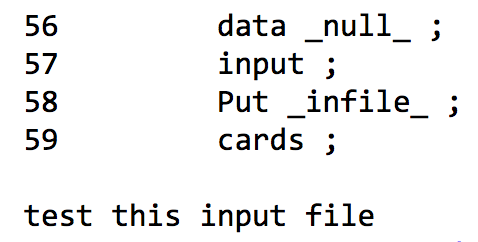 56 data _null_ ;
57 input ;
58 Put _infile_ ;
59 cards ;
test this input file